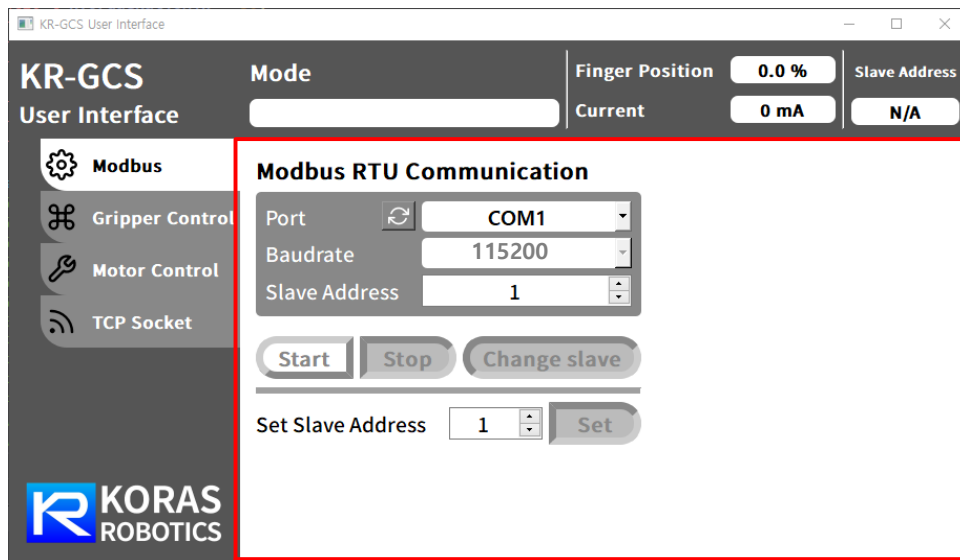 KR-GCS User Interface
KR-GCS
User Interface
Mode
Finger Position 0.0 %
Current 0 mA
Slave Address
N/A
Modbus
Gripper Control
Motor Control
TCP Socket
Modbus RTU Communication
Port COM1
Baudrate 115200
Slave Address 1
Start Stop Change slave
Set Slave Address 1 Set
KORAS
ROBOTICS